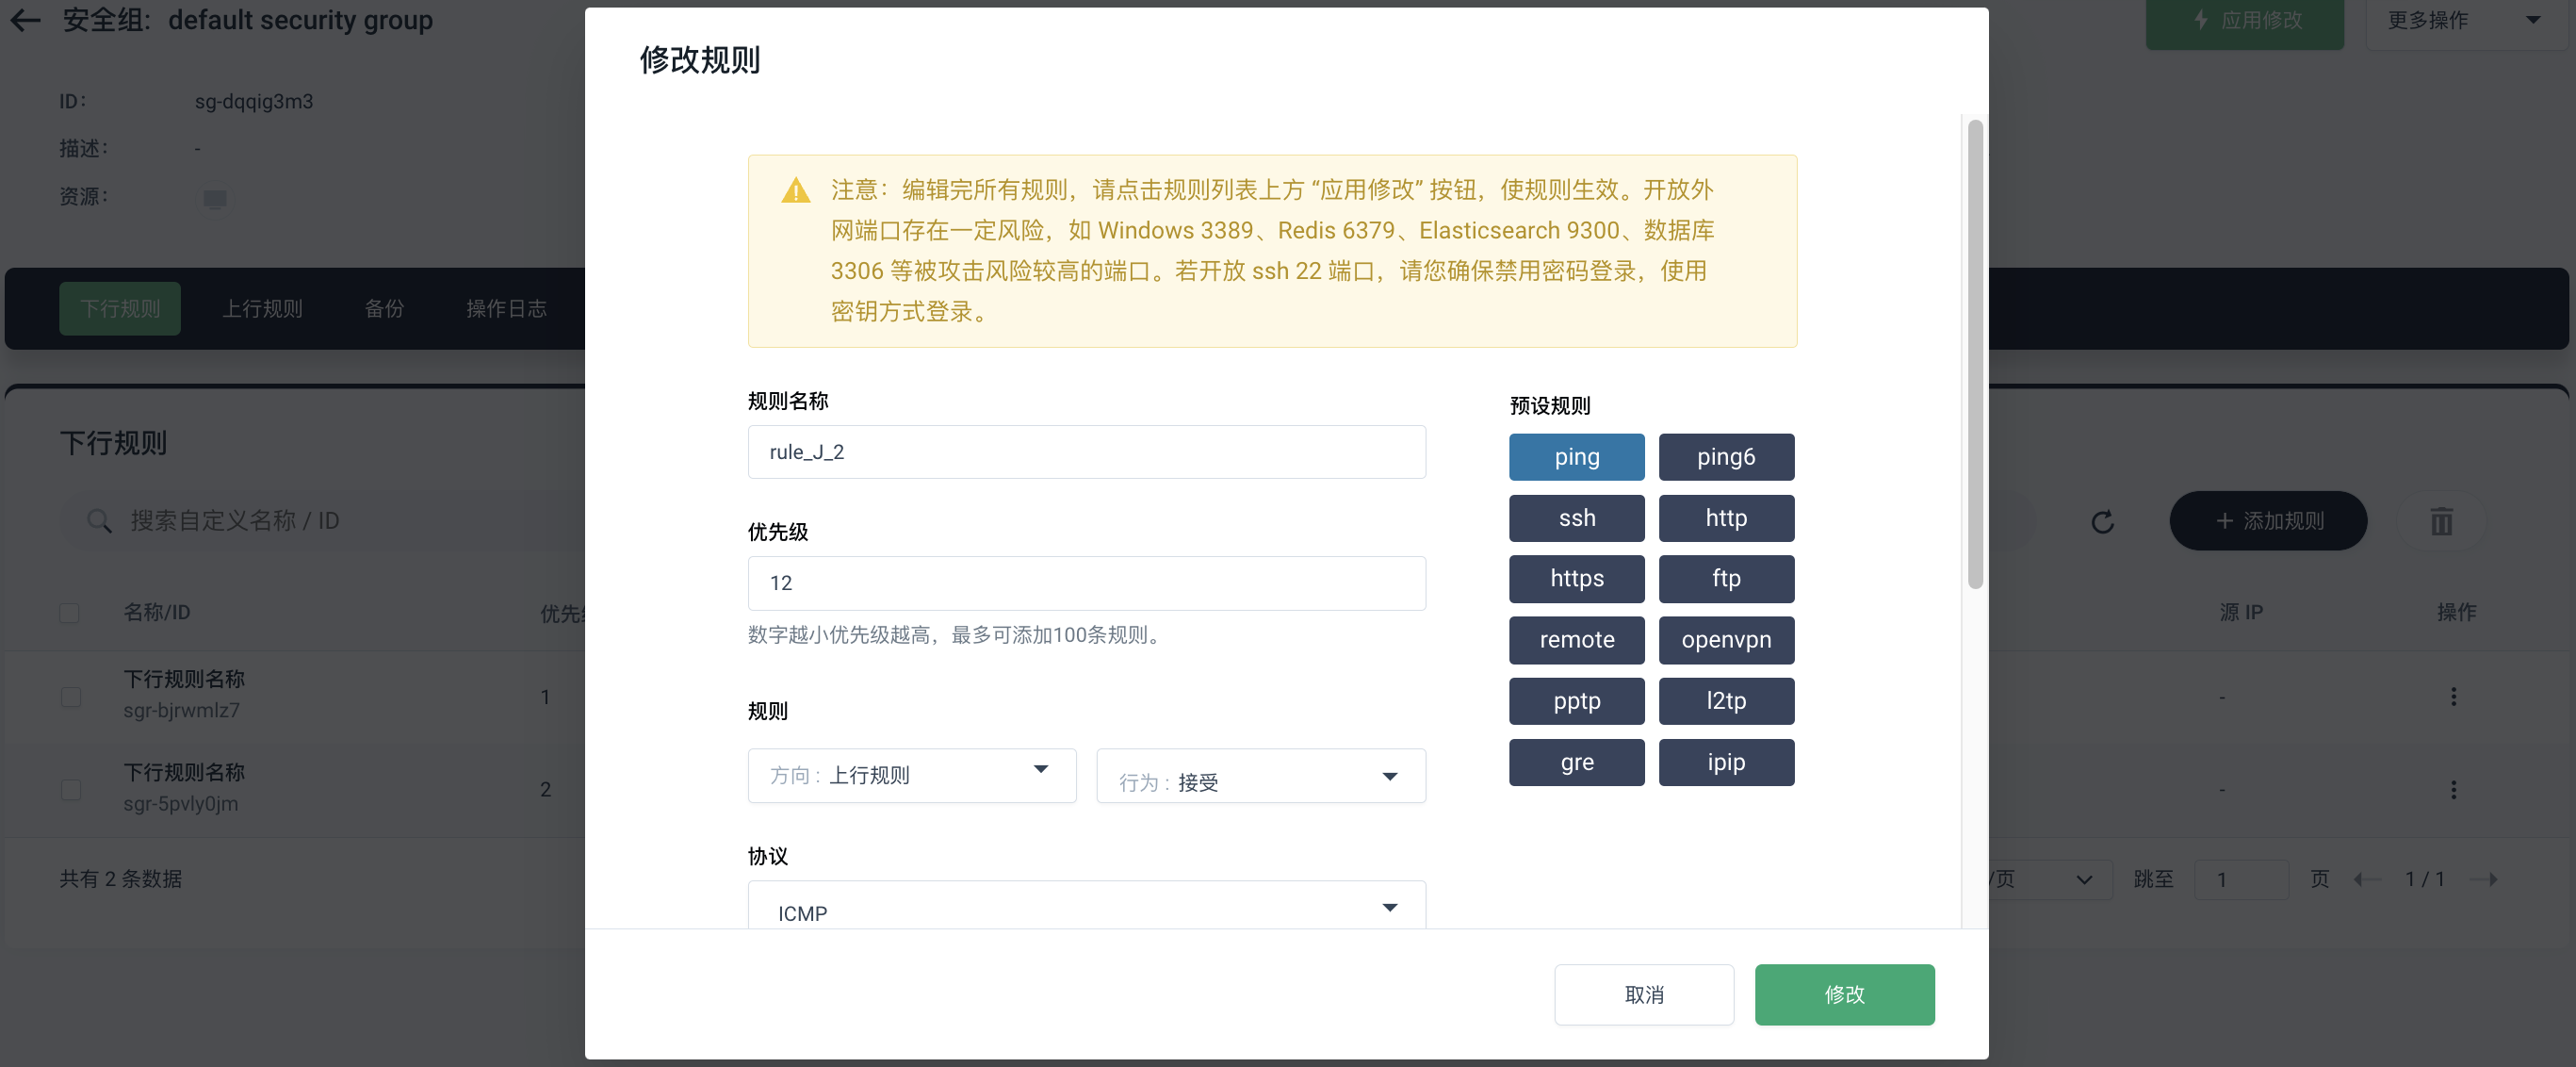 安全组: default security group
应用修改
更多操作
ID：
sg-dqqig3m3
描述：
-
资源：
下行规则
上行规则
备份
操作日志
下行规则
搜索自定义名称 / ID
添加规则
名称/ID
优先
源 IP
操作
下行规则名称
sgr-bjrwmlz7
1
-
下行规则名称
sgr-5pvly0jm
2
-
共有 2 条数据
/页
跳至
1
页
1 / 1
修改规则
注意：编辑完所有规则，请点击规则列表上方 “应用修改” 按钮，使规则生效。开放外
网端口存在一定风险，如 Windows 3389、Redis 6379、Elasticsearch 9300、数据库
3306 等被攻击风险较高的端口。若开放 ssh 22 端口，请您确保禁用密码登录，使用
密钥方式登录。
规则名称
rule_J_2
优先级
12
数字越小优先级越高，最多可添加100条规则。
规则
方向 : 上行规则
行为 : 接受
协议
ICMP
预设规则
ping
ping6
ssh
http
https
ftp
remote
openvpn
pptp
l2tp
gre
ipip
取消
修改